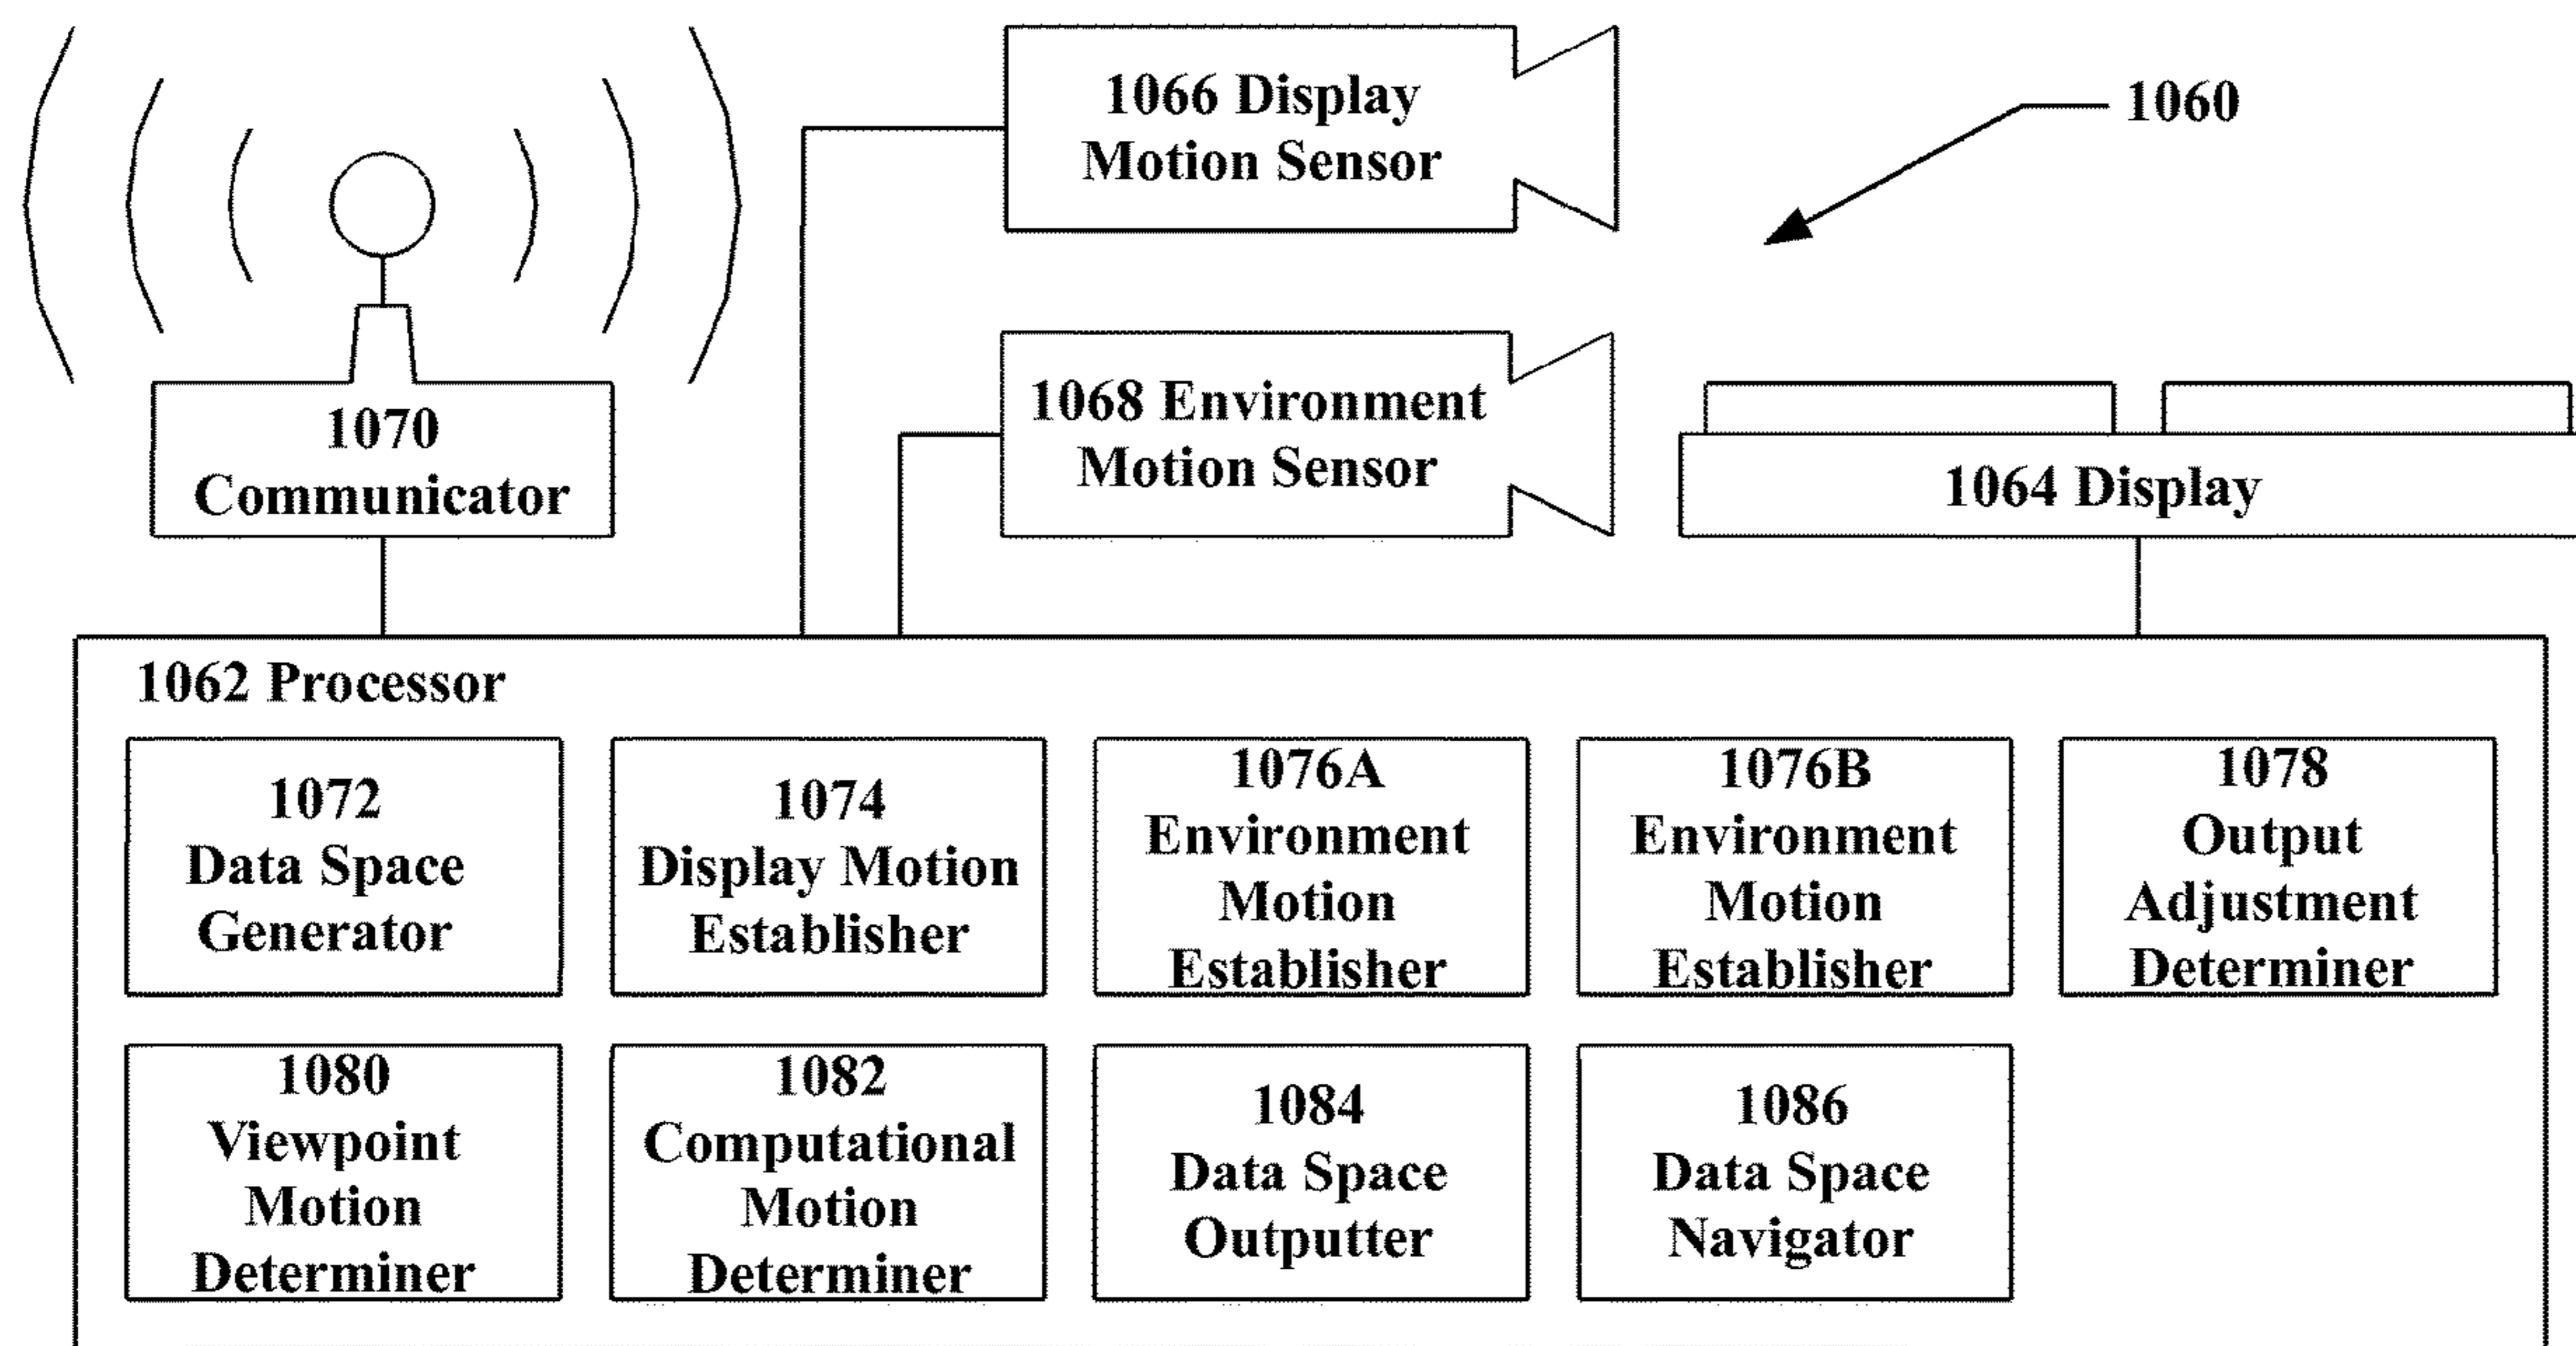 1066 Display
Motion Sensor
1060
1068 Environment
Motion Sensor
1070
Communicator
1064 Display
1062 Processor
1072
Data Space
Generator
1074
Display Motion
Establisher
1076A
Environment
Motion
Establisher
1076B
Environment
Motion
Establisher
1078
Output
Adjustment
Determiner
1080
Viewpoint
Motion
Determiner
1082
Computational
Motion
Determiner
1084
Data Space
Outputter
1086
Data Space
Navigator